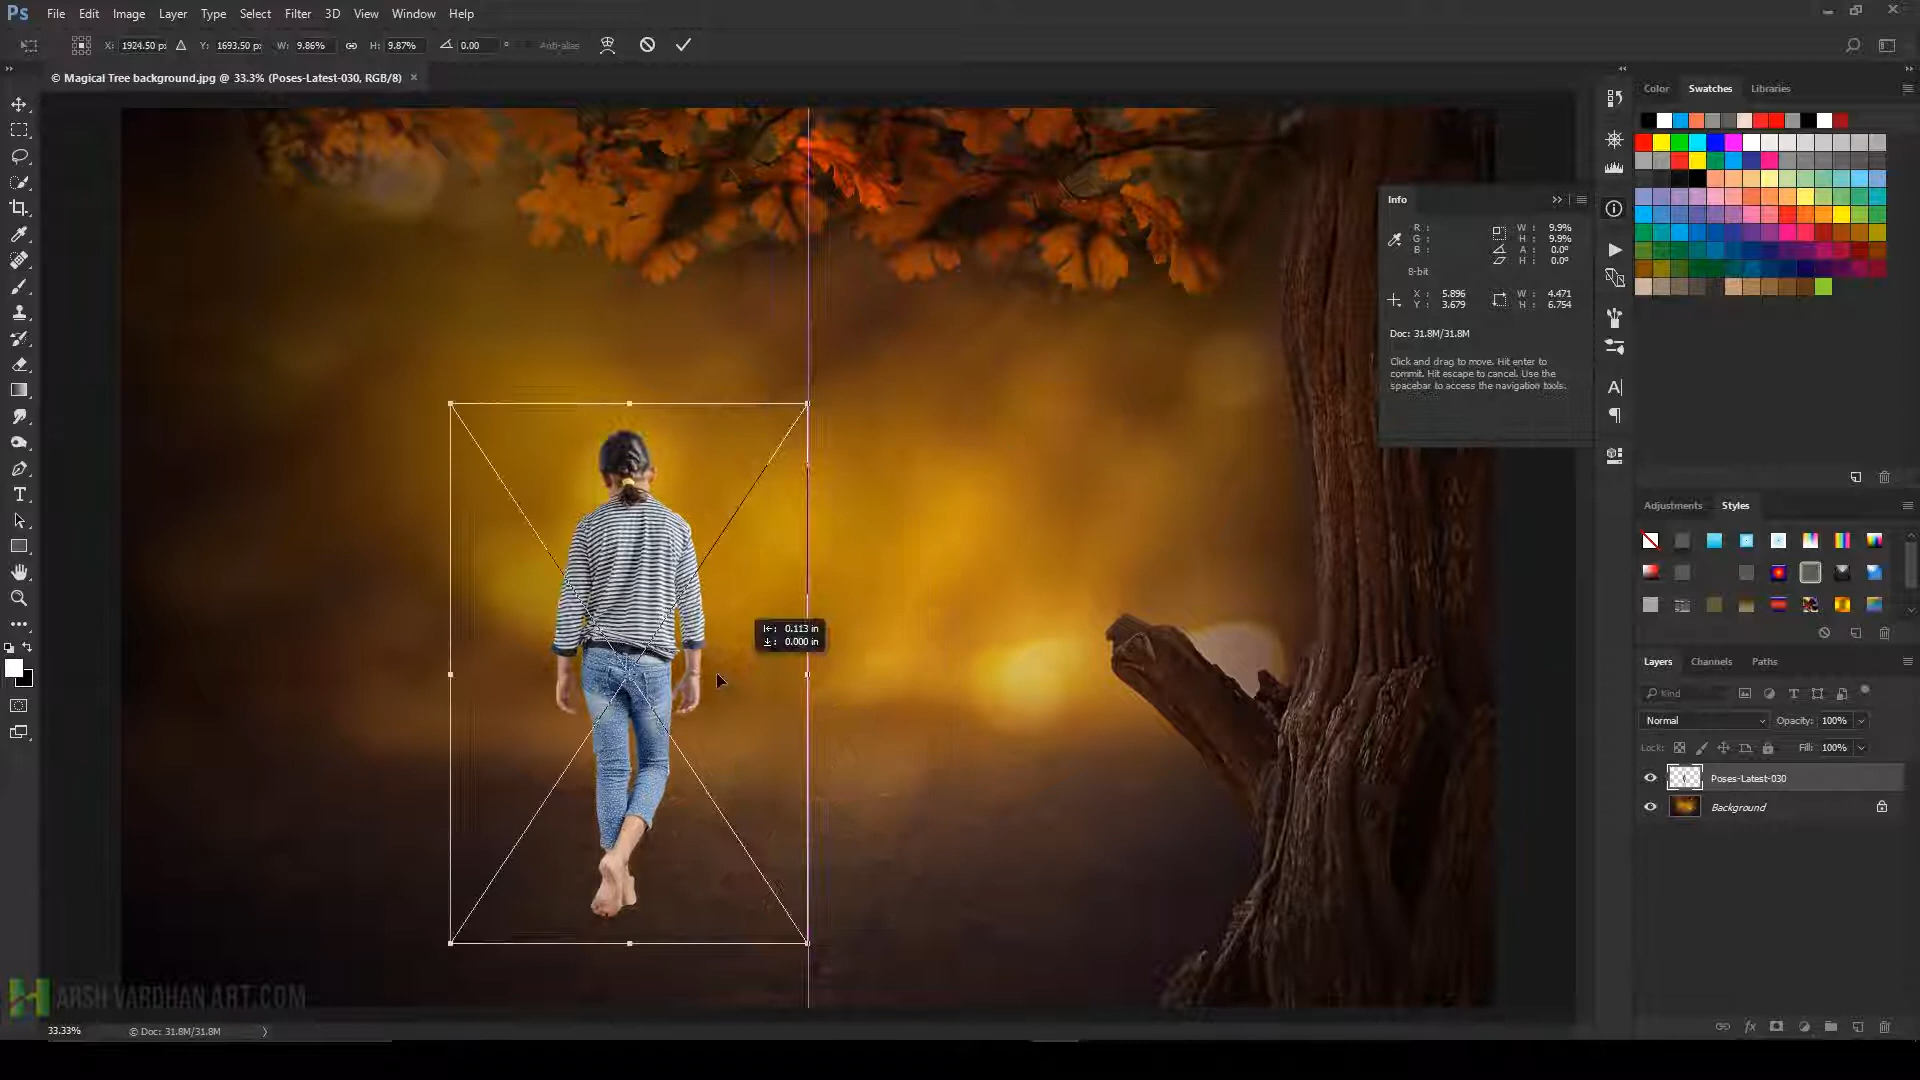 Ps File Edit Image Layer Type Select Filter 3D View Window Help
X: 1924.50 px Y: 1693.50 px W: 9.86% H: 9.87% 0.00 ° Anti-alias
© Magical Tree background.jpg @ 33.3% (Poses-Latest-030, RGB/8) ×
Color Swatches Libraries
Info
R :
G :
B :
W : 9.9%
H : 9.9%
A : 0.0°
H : 0.0°
8-bit
X : 5.896
Y : 3.679
W : 4.471
H : 6.754
Doc: 31.8M/31.8M
Click and drag to move. Hit enter to
commit. Hit escape to cancel. Use the
spacebar to access the navigation tools.
0.113 in
0.000 in
Adjustments Styles
Layers Channels Paths
Kind
Normal Opacity: 100%
Lock: Fill: 100%
Poses-Latest-030
Background
ARSH VARDHAN ART.COM
33.33% © Doc: 31.8M/31.8M